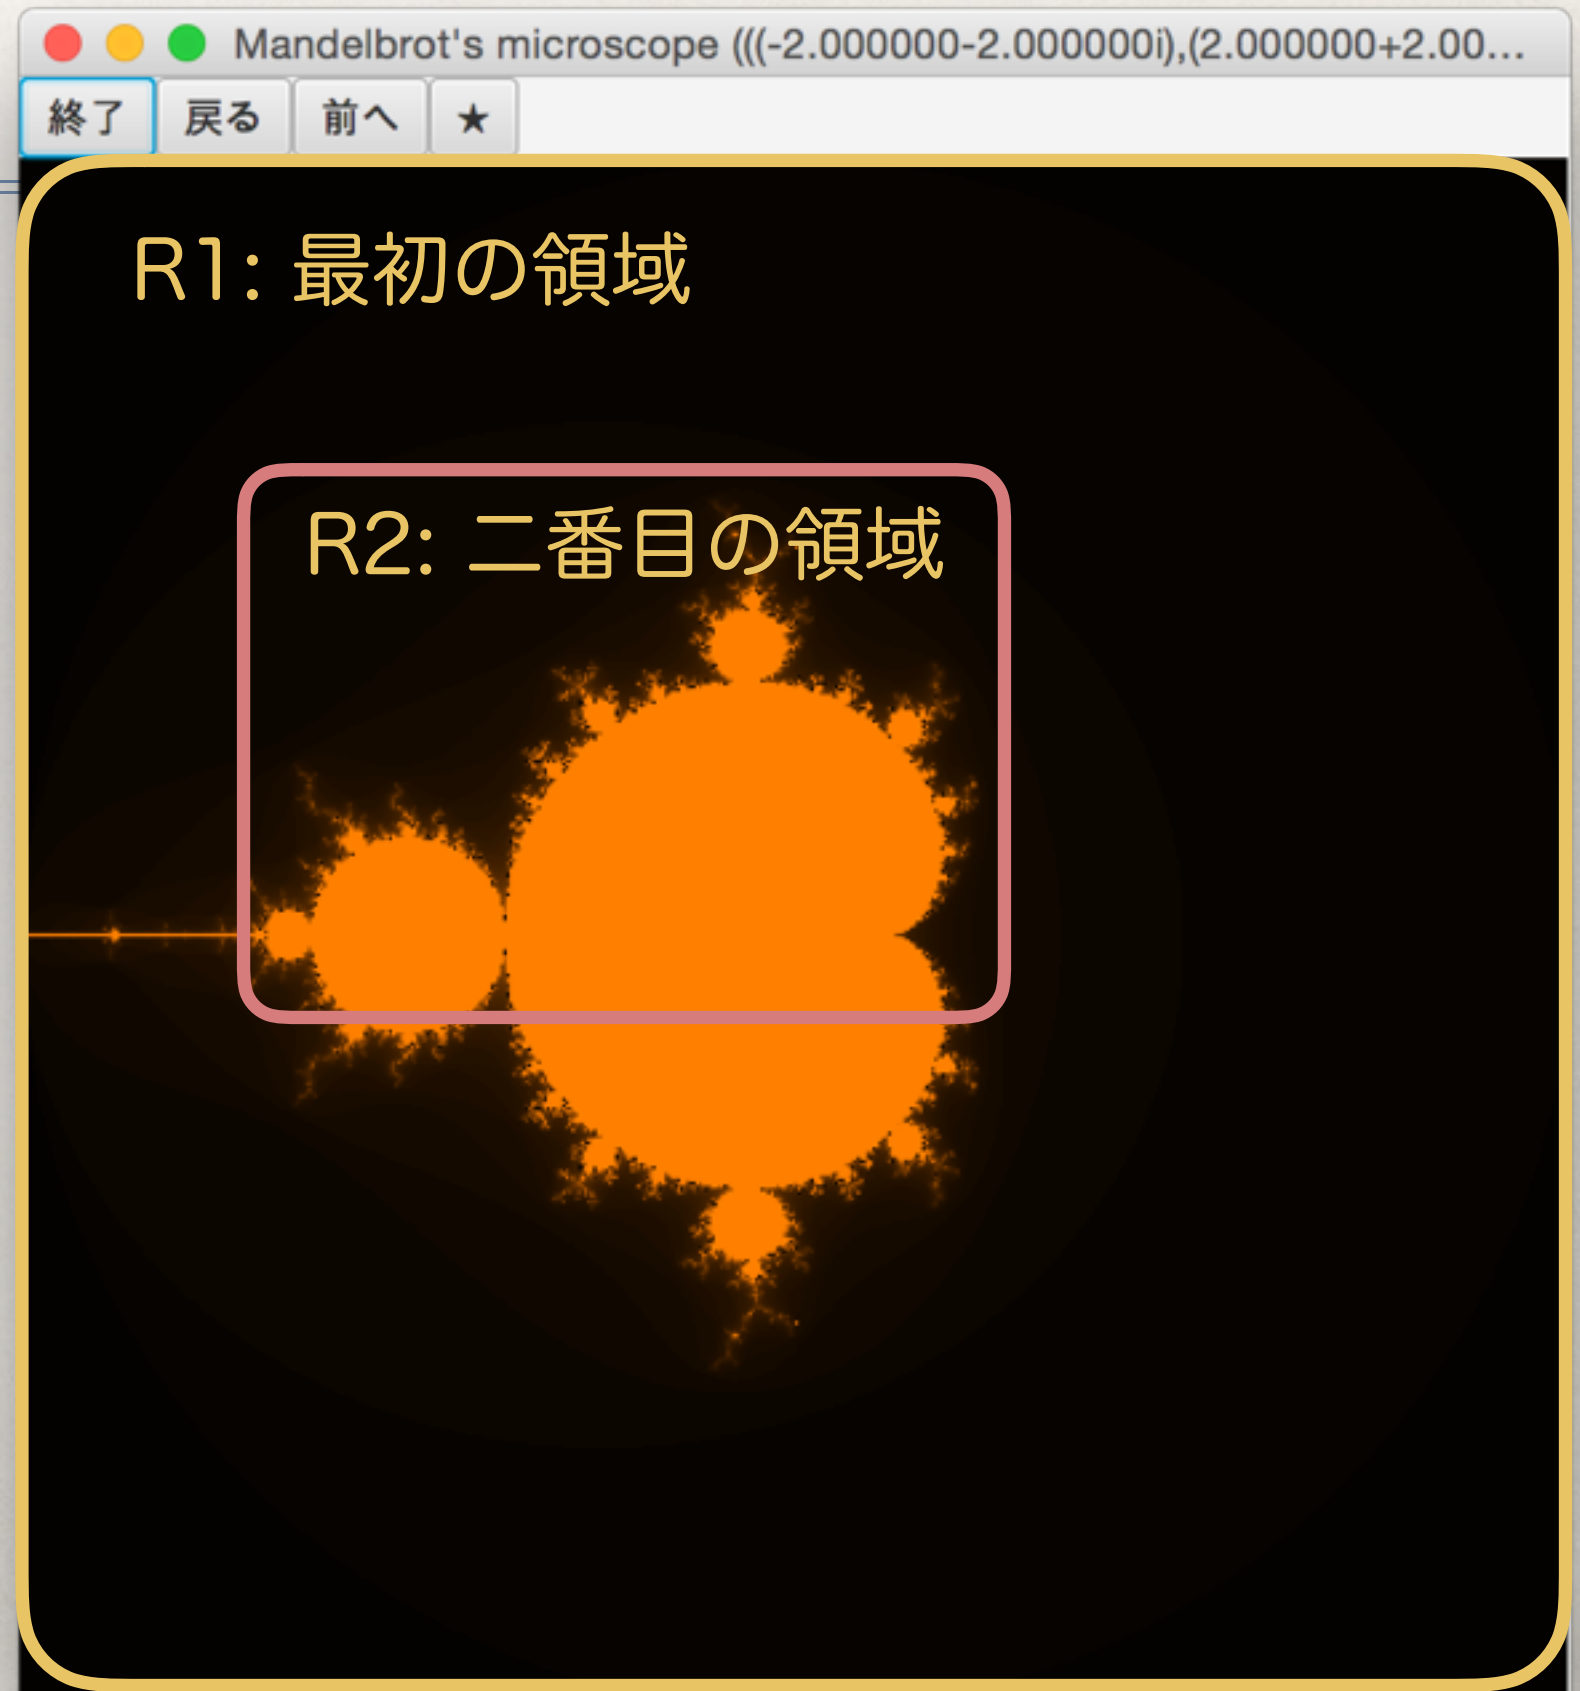 Mandelbrot's microscope (((-2.000000-2.000000i),(2.000000+2.00...
終了 戻る 前へ ★
R1: 最初の領域
R2: 二番目の領域